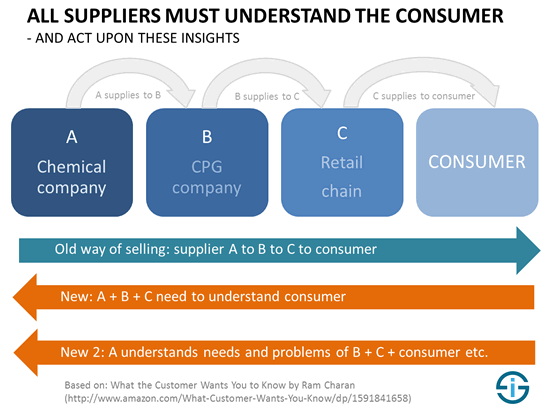 ALL SUPPLIERS MUST UNDERSTAND THE CONSUMER
- AND ACT UPON THESE INSIGHTS
A supplies to B
B supplies to C
C supplies to consumer
A
Chemical
company
B
CPG
company
C
Retail
chain
CONSUMER
Old way of selling: supplier A to B to C to consumer
New: A + B + C need to understand consumer
New 2: A understands needs and problems of B + C + consumer etc.
Based on: What the Customer Wants You to Know by Ram Charan
(http://www.amazon.com/What-Customer-Wants-You-Know/dp/1591841658)